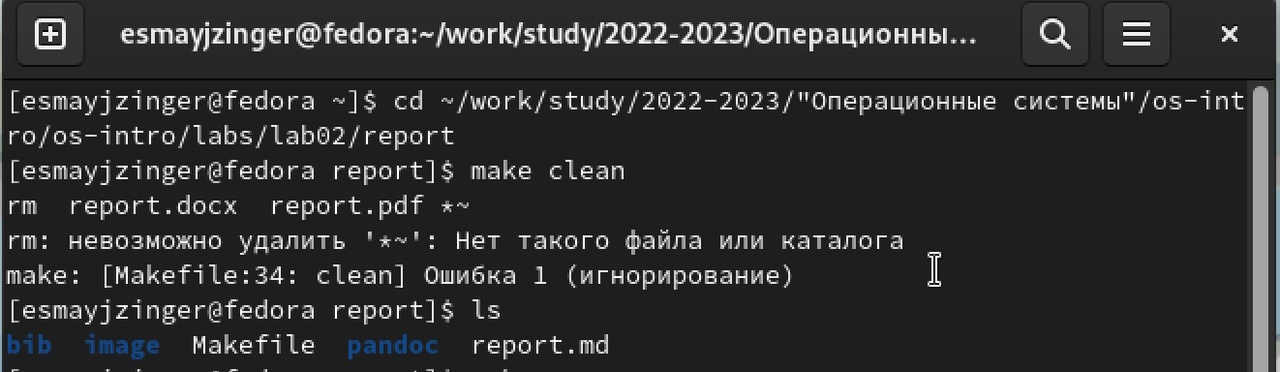 esmayjzinger@fedora:~/work/study/2022-2023/Операционны...
[esmayjzinger@fedora ~]$ cd ~/work/study/2022-2023/"Операционные системы"/os-int
ro/os-intro/labs/lab02/report
[esmayjzinger@fedora report]$ make clean
rm  report.docx  report.pdf *~
rm: невозможно удалить '*~': Нет такого файла или каталога
make: [Makefile:34: clean] Ошибка 1 (игнорирование)
[esmayjzinger@fedora report]$ ls
bib  image  Makefile  pandoc  report.md